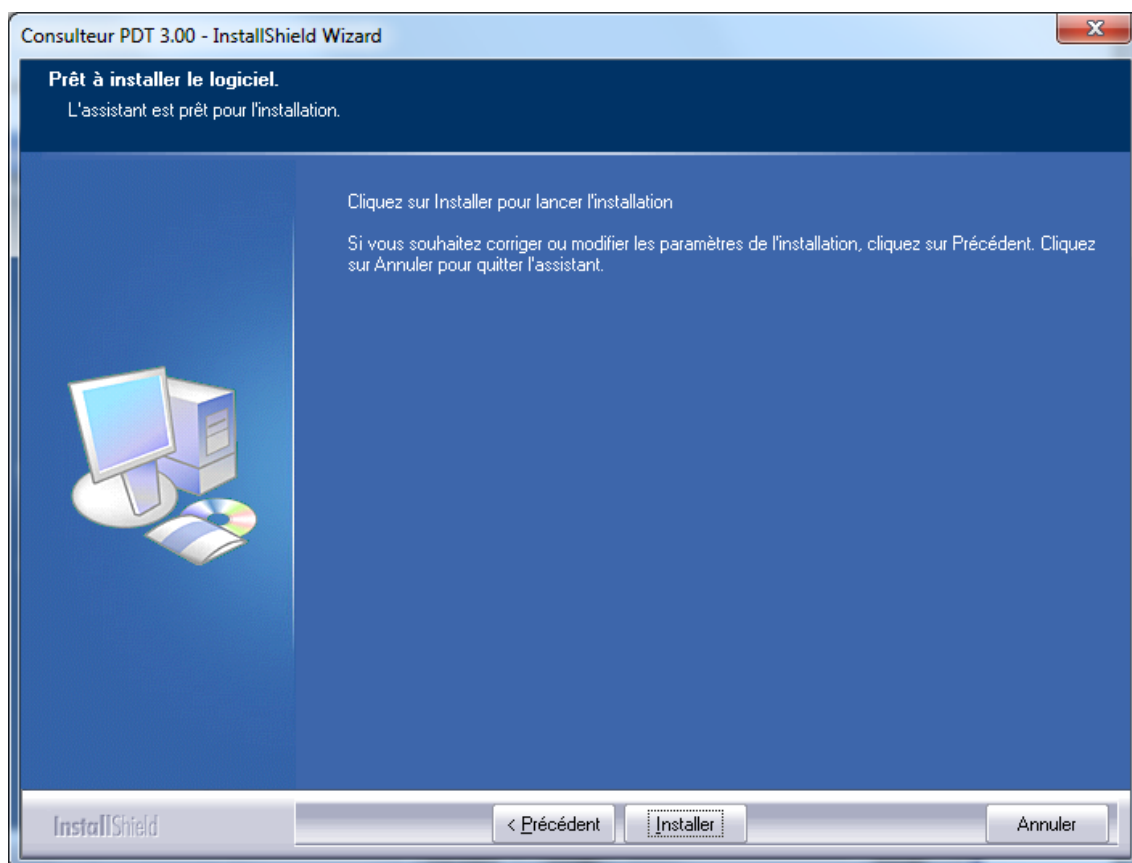 Consulteur PDT 3.00 - InstallShield Wizard
Prêt à installer le logiciel.
L'assistant est prêt pour l'installation.
Cliquez sur Installer pour lancer l'installation
Si vous souhaitez corriger ou modifier les paramètres de l'installation, cliquez sur Précédent. Cliquez
sur Annuler pour quitter l'assistant.
InstallShield
< Précédent
Installer
Annuler